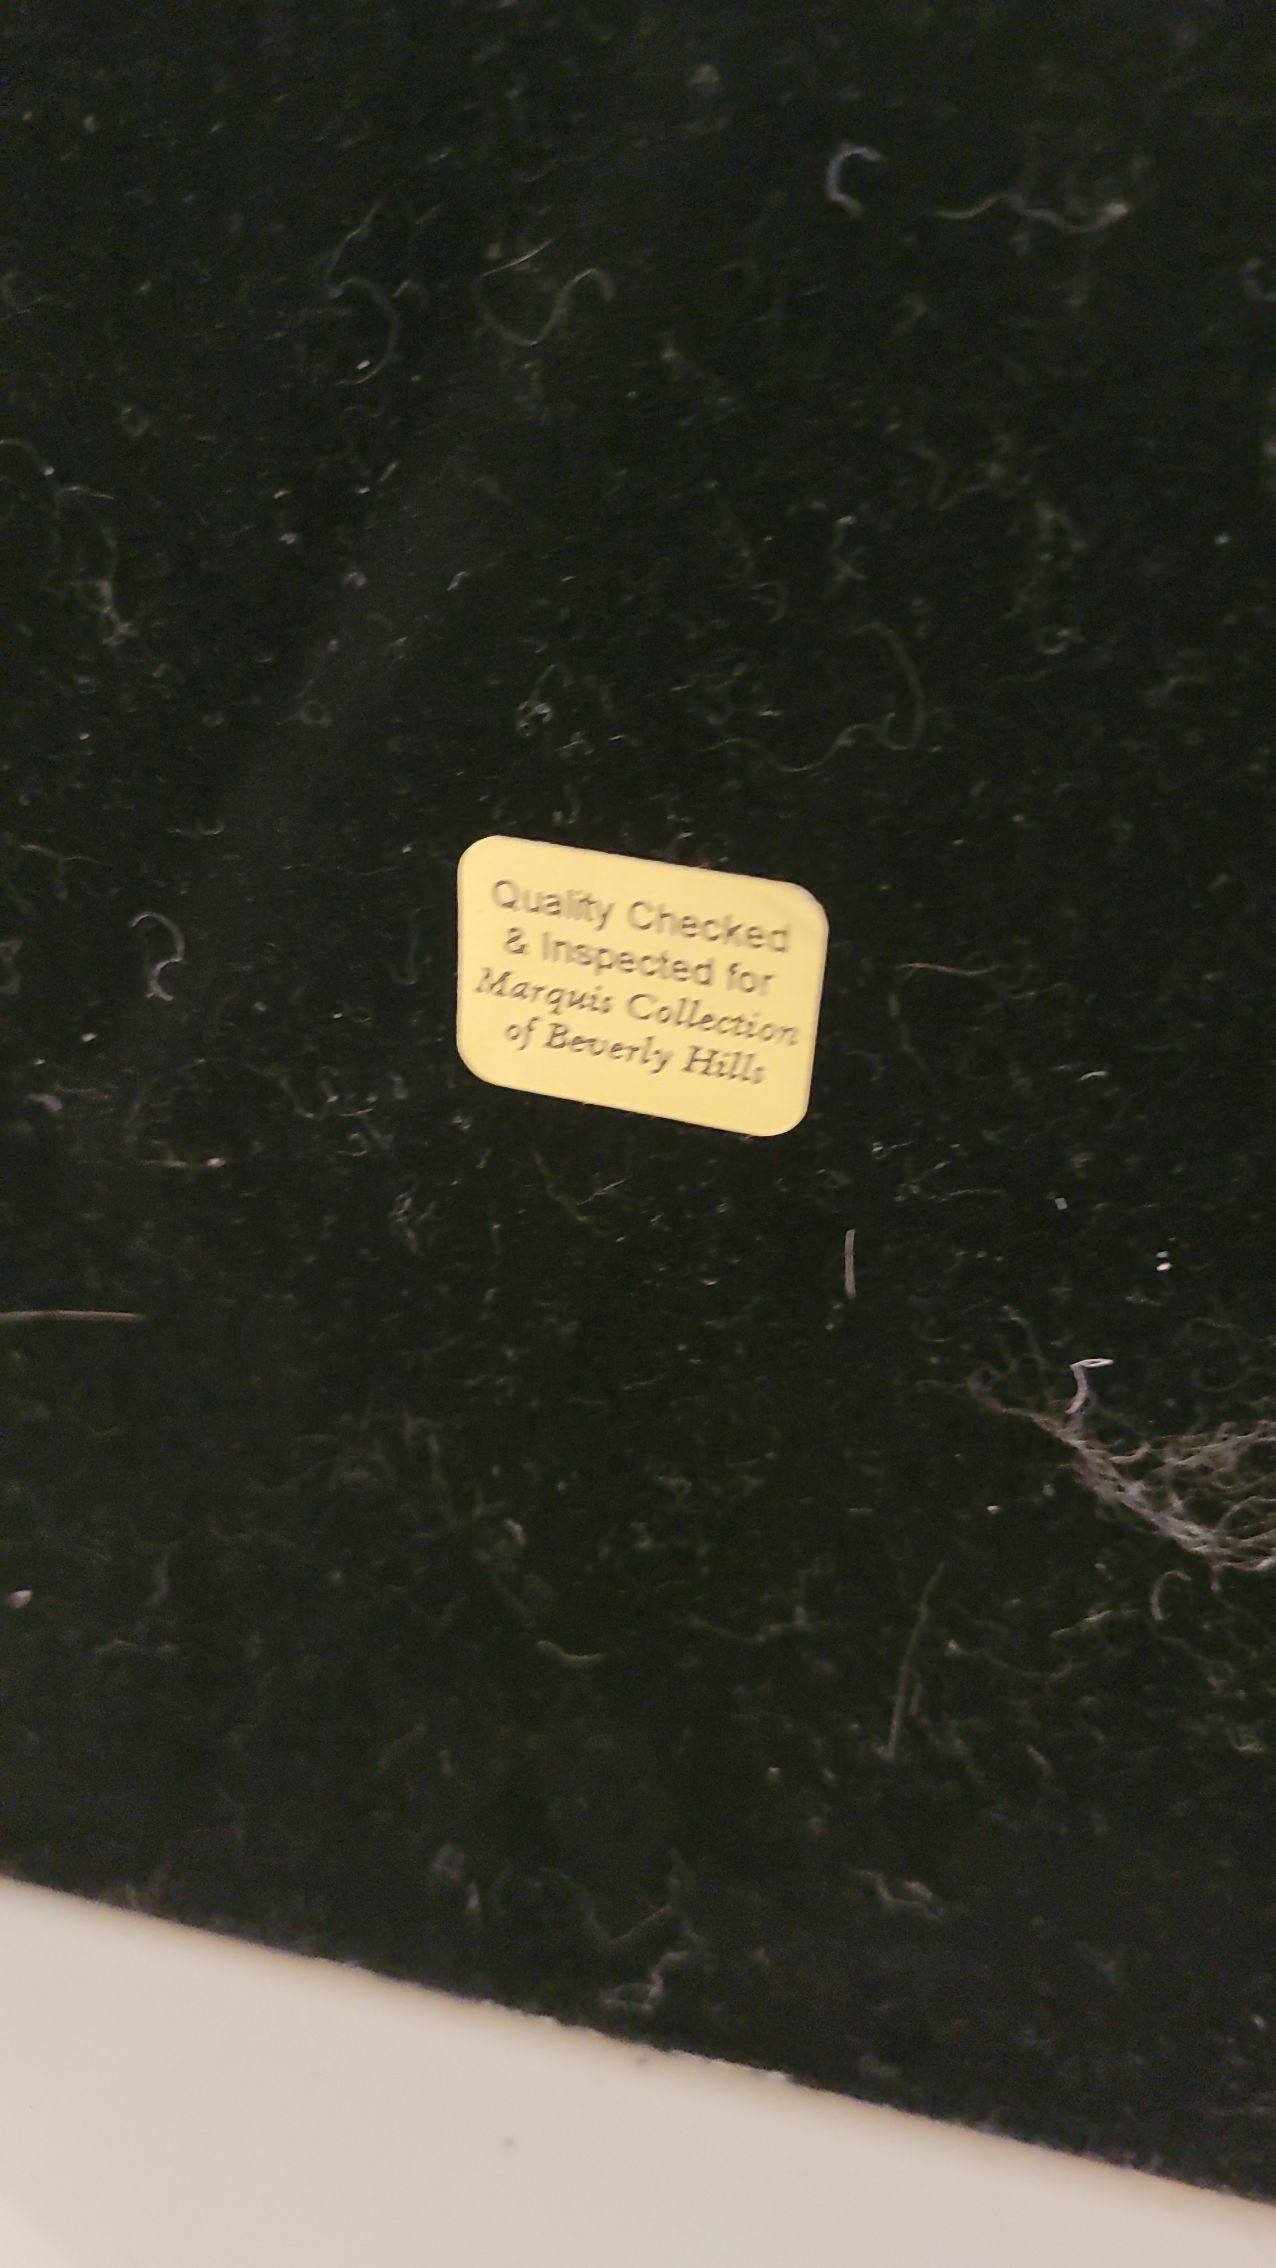 Quality Checked
& Inspected for
Marquis Collection
of Beverly Hills